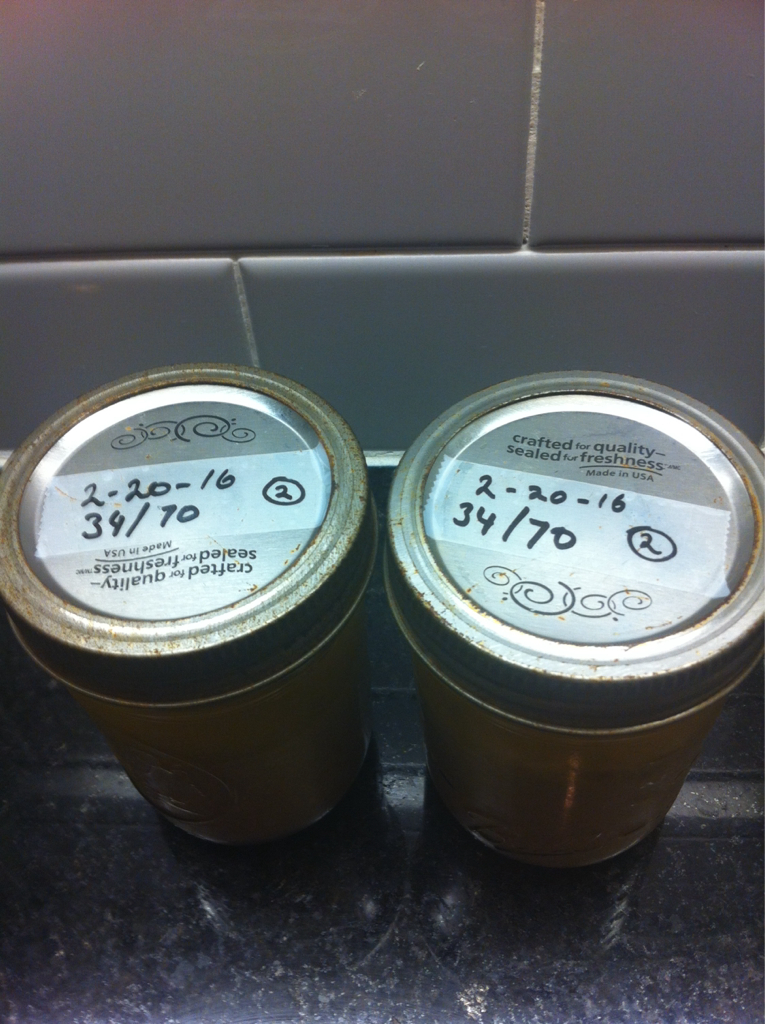 2-20-16 ②
34/70
crafted for quality–
sealed for freshness
Made in USA
crafted for quality–
sealed for freshness
Made in USA
2-20-16
34/70 ②